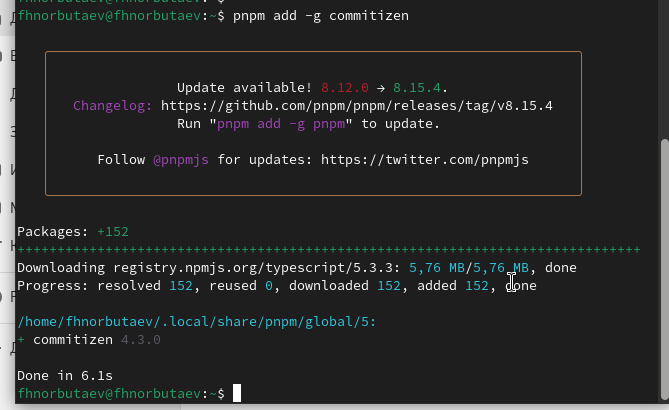 fhnorbutaev@fhnorbutaev:~$ pnpm add -g commitizen
Update available! 8.12.0 → 8.15.4.
Changelog: https://github.com/pnpm/pnpm/releases/tag/v8.15.4
Run "pnpm add -g pnpm" to update.
Follow @pnpmjs for updates: https://twitter.com/pnpmjs
Packages: +152
++++++++++++++++++++++++++++++++++++++++++++++++++++++++++++++++++++++++++++++
Downloading registry.npmjs.org/typescript/5.3.3: 5,76 MB/5,76 MB, done
Progress: resolved 152, reused 0, downloaded 152, added 152, done
/home/fhnorbutaev/.local/share/pnpm/global/5:
+ commitizen 4.3.0
Done in 6.1s
fhnorbutaev@fhnorbutaev:~$